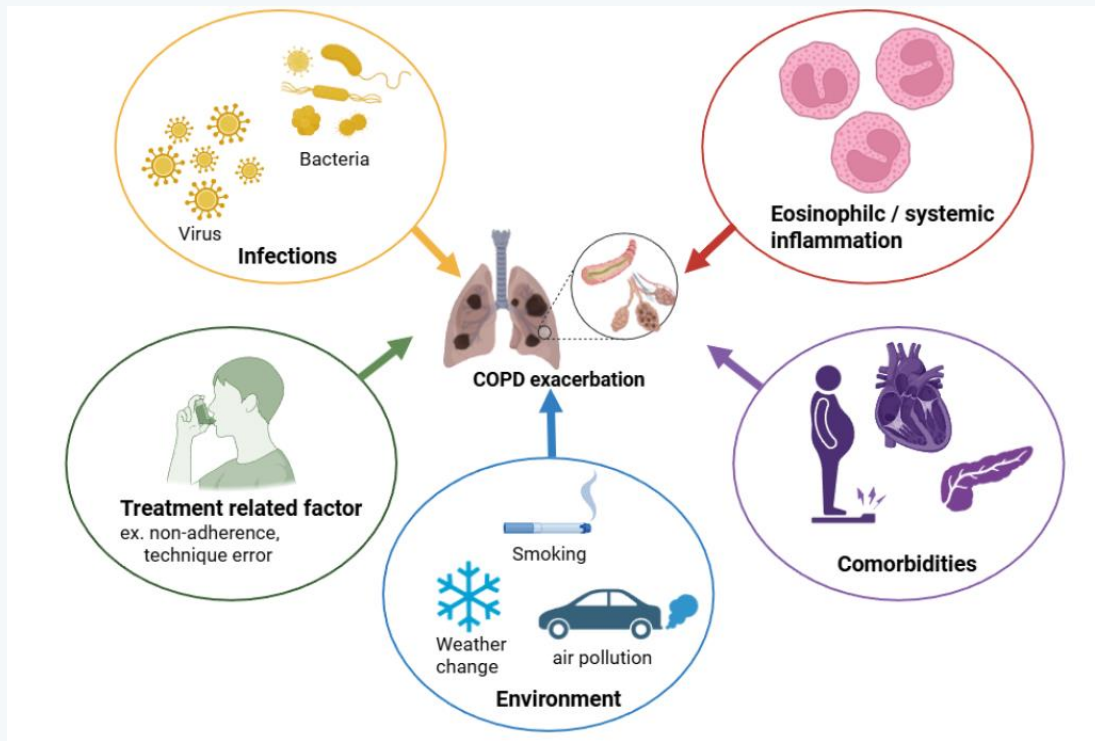 Bacteria
Virus
Infections
Eosinophilc / systemic
inflammation
COPD exacerbation
Treatment related factor
ex. non-adherence,
technique error
Smoking
Weather
change
air pollution
Environment
Comorbidities